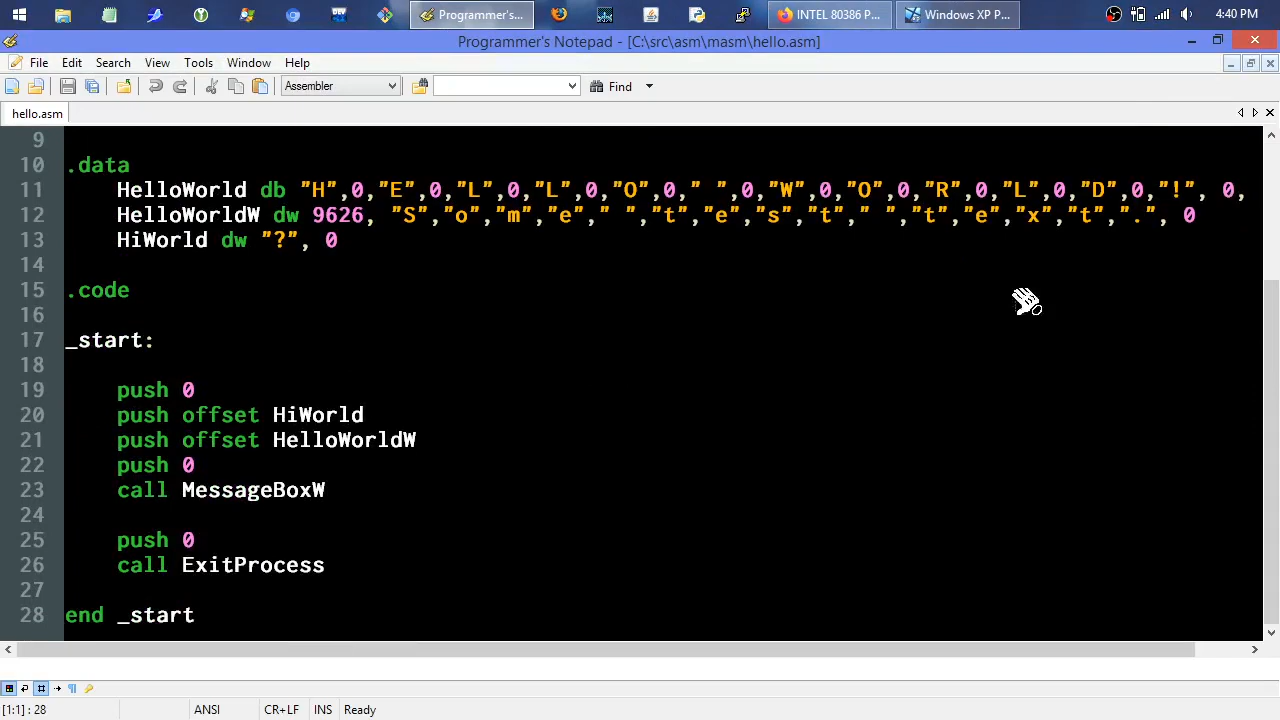 Programmer's...
INTEL 80386 P...
Windows XP P...
4:40 PM
Programmer's Notepad - [C:\src\asm\masm\hello.asm]
File Edit Search View Tools Window Help
Assembler
Find
hello.asm
9
10 .data
11 HelloWorld db "H",0,"E",0,"L",0,"L",0,"O",0," ",0,"W",0,"O",0,"R",0,"L",0,"D",0,"!", 0,
12 HelloWorldW dw 9626, "S","o","m","e"," ","t","e","s","t"," ","t","e","x","t",".", 0
13 HiWorld dw "?", 0
14
15 .code
16
17 _start:
18
19 push 0
20 push offset HiWorld
21 push offset HelloWorldW
22 push 0
23 call MessageBoxW
24
25 push 0
26 call ExitProcess
27
28 end _start
[1:1] : 28 ANSI CR+LF INS Ready